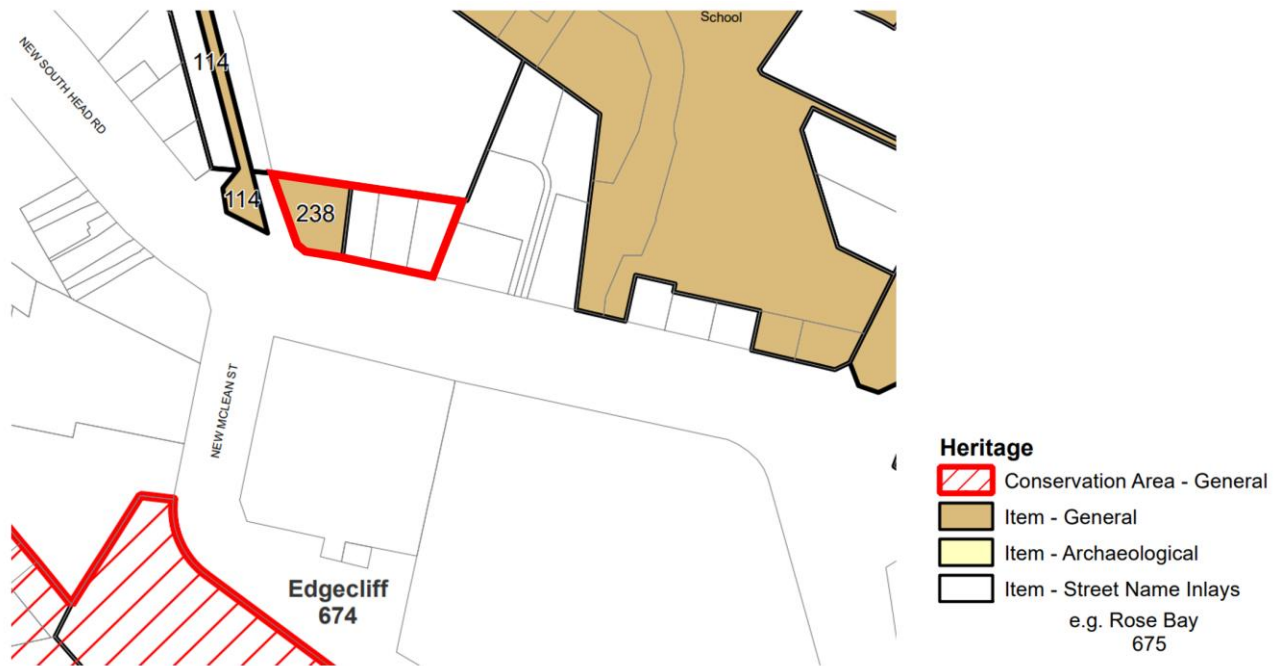 School
NEW SOUTH HEAD RD
114
114
238
NEW MCLEAN ST
Edgecliff
674
Heritage
Conservation Area - General
Item - General
Item - Archaeological
Item - Street Name Inlays
e.g. Rose Bay
675